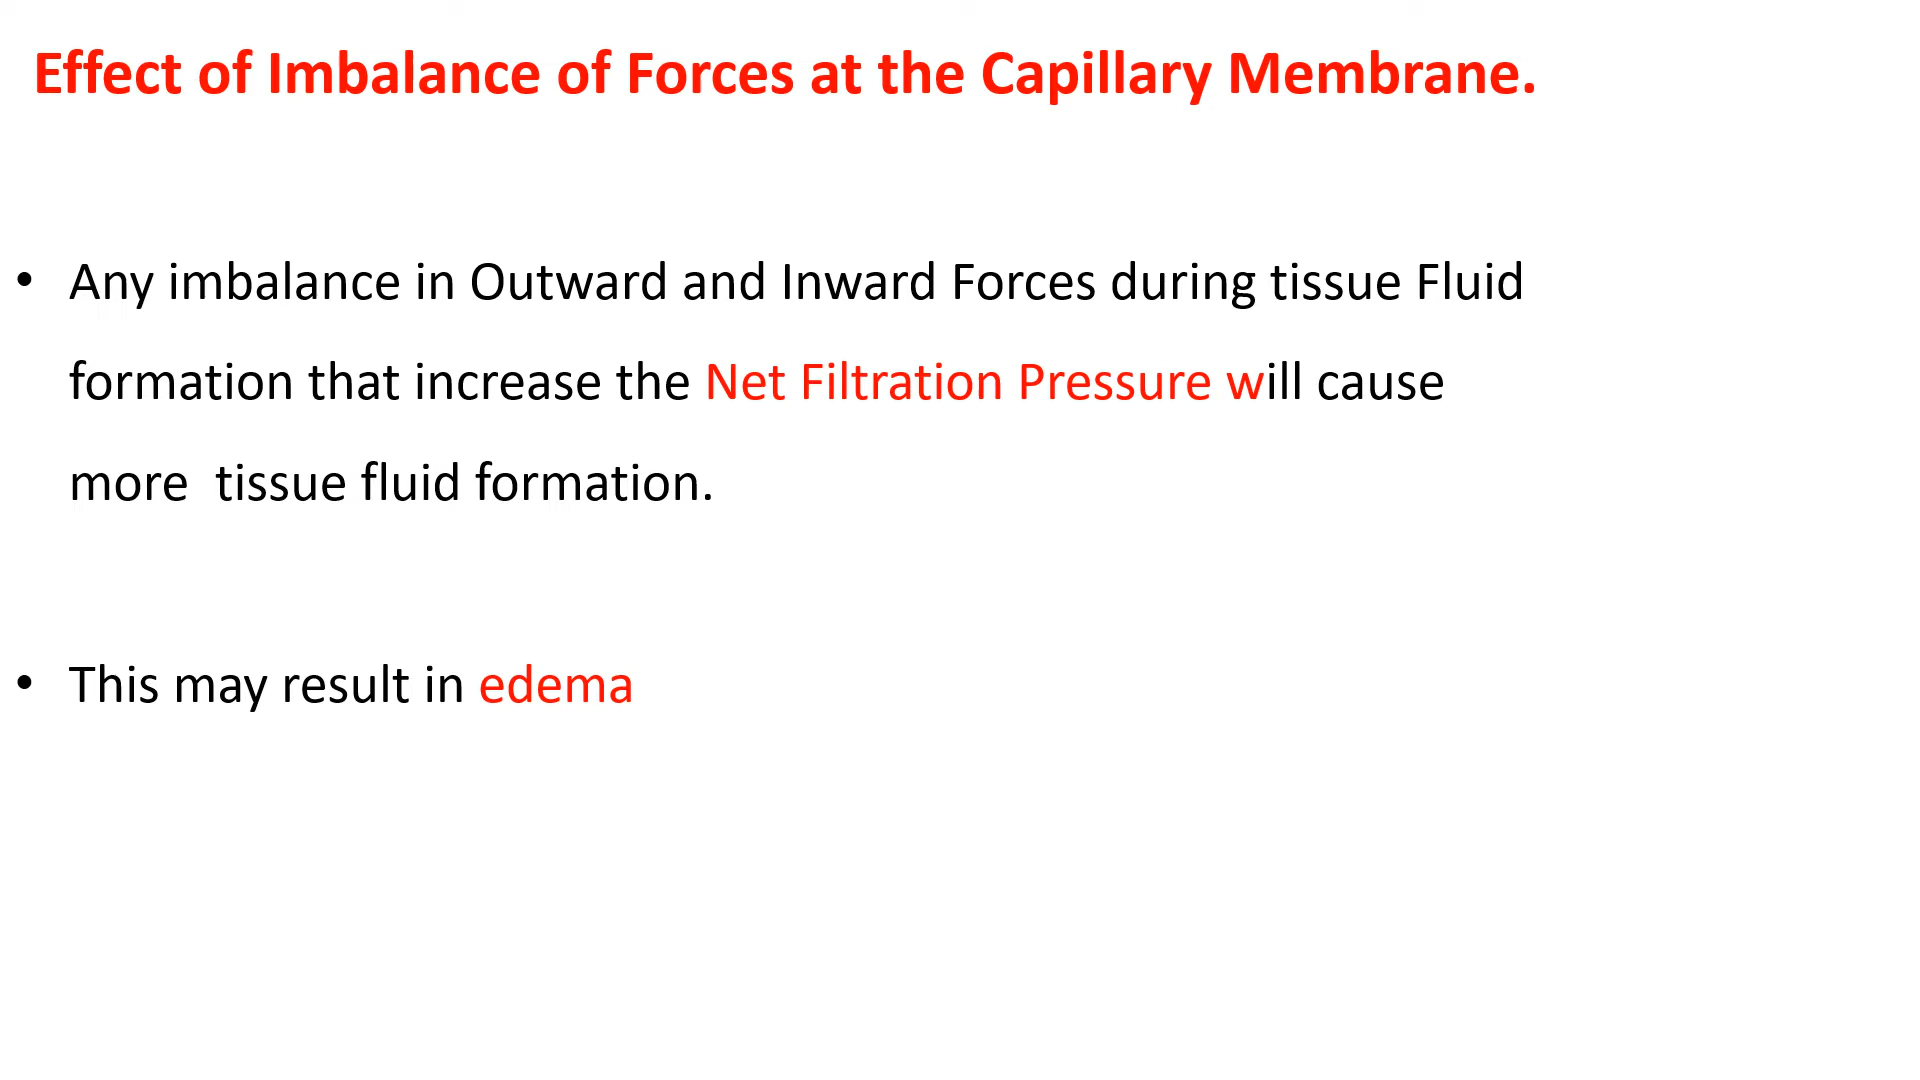 Effect of Imbalance of Forces at the Capillary Membrane.
• Any imbalance in Outward and Inward Forces during tissue Fluid
formation that increase the Net Filtration Pressure will cause
more  tissue fluid formation.
• This may result in edema